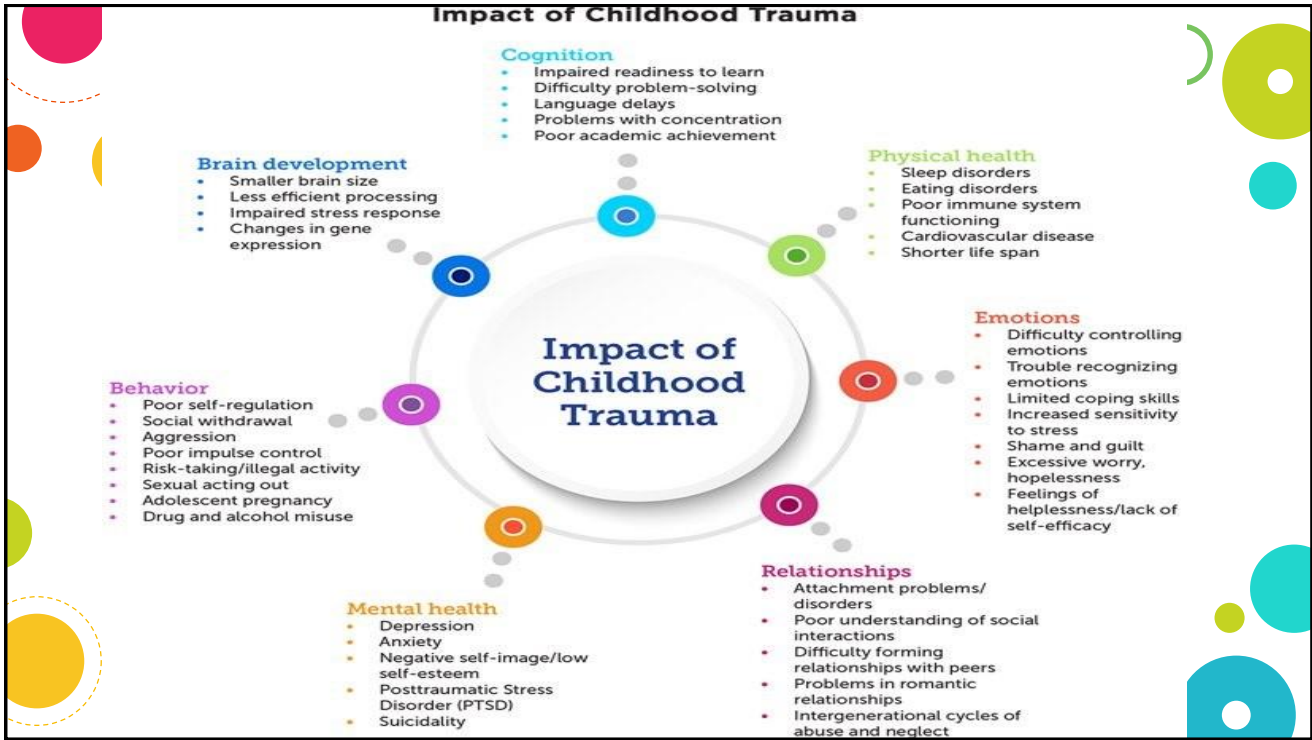 Impact of Childhood Trauma
Cognition
• Impaired readiness to learn
• Difficulty problem-solving
• Language delays
• Problems with concentration
• Poor academic achievement
Brain development
• Smaller brain size
• Less efficient processing
• Impaired stress response
• Changes in gene
expression
Physical health
• Sleep disorders
• Eating disorders
• Poor immune system
functioning
• Cardiovascular disease
• Shorter life span
Impact of
Childhood
Trauma
Emotions
• Difficulty controlling
emotions
• Trouble recognizing
emotions
• Limited coping skills
• Increased sensitivity
to stress
• Shame and guilt
• Excessive worry,
hopelessness
• Feelings of
helplessness/lack of
self-efficacy
Behavior
• Poor self-regulation
• Social withdrawal
• Aggression
• Poor impulse control
• Risk-taking/illegal activity
• Sexual acting out
• Adolescent pregnancy
• Drug and alcohol misuse
Mental health
• Depression
• Anxiety
• Negative self-image/low
self-esteem
• Posttraumatic Stress
Disorder (PTSD)
• Suicidality
Relationships
• Attachment problems/
disorders
• Poor understanding of social
interactions
• Difficulty forming
relationships with peers
• Problems in romantic
relationships
• Intergenerational cycles of
abuse and neglect